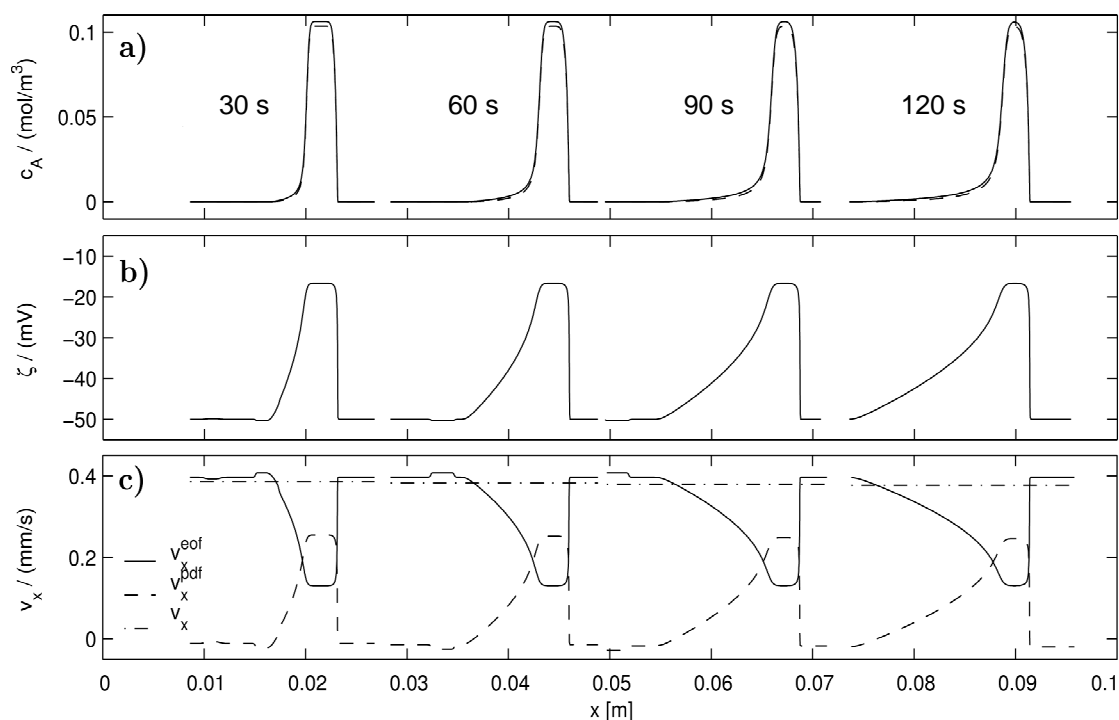 a)
c_A / (mol/m³)
0.1
0.05
0
30 s
60 s
90 s
120 s
b)
ζ / (mV)
−10
−20
−30
−40
−50
c)
v_x / (mm/s)
0.4
0.2
0
v_x^eof
v_x^pdf
v_x
0 0.01 0.02 0.03 0.04 0.05 0.06 0.07 0.08 0.09 0.1
x [m]